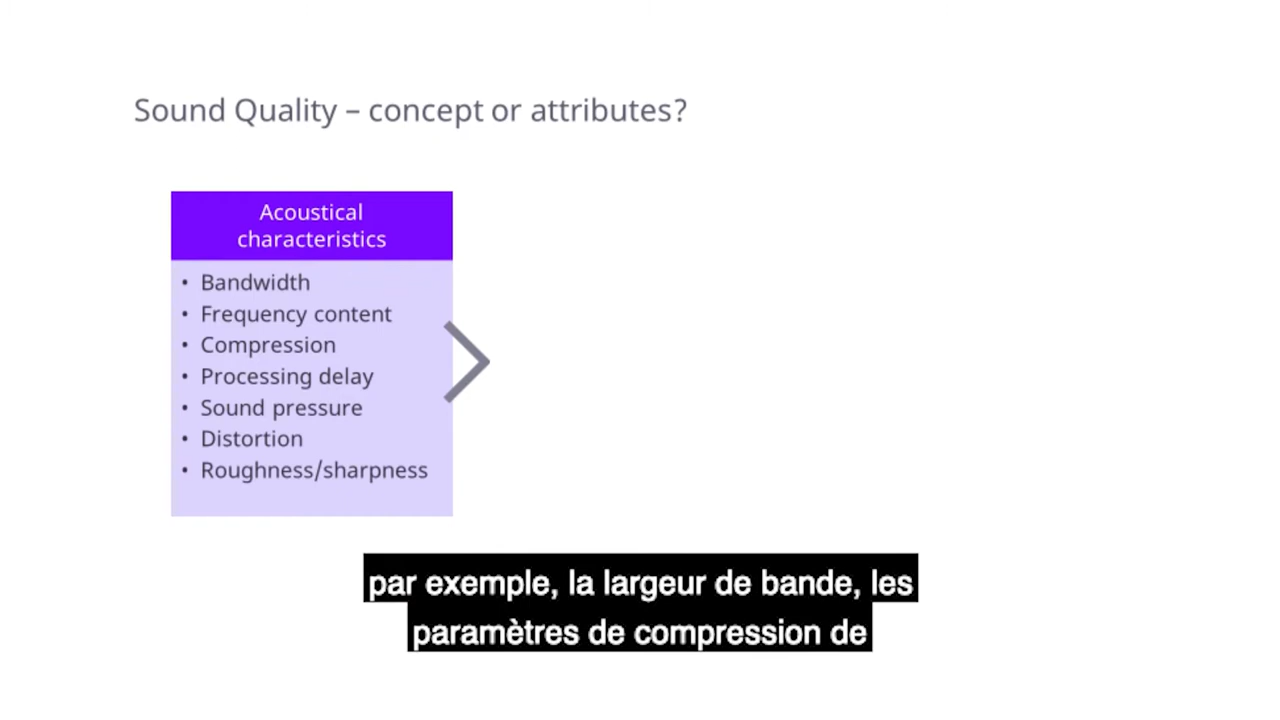 Sound Quality – concept or attributes?
Acoustical
characteristics
• Bandwidth
• Frequency content
• Compression
• Processing delay
• Sound pressure
• Distortion
• Roughness/sharpness
par exemple, la largeur de bande, les
paramètres de compression de